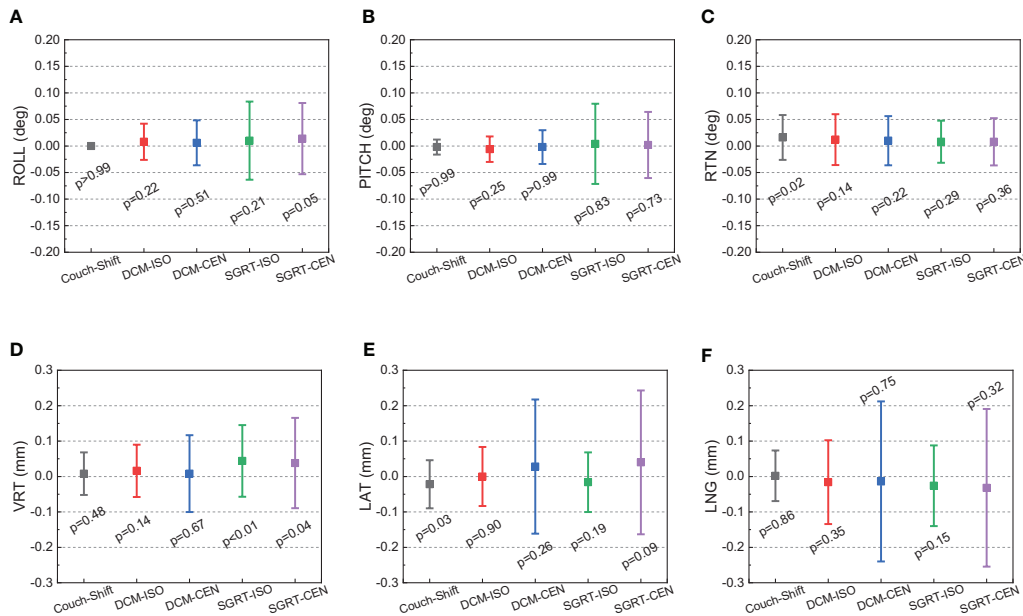 A
ROLL (deg)
0.20
0.15
0.10
0.05
0.00
-0.05
-0.10
-0.15
-0.20
p>0.99
p=0.22
p=0.51
p=0.21
p=0.05
Couch-Shift
DCM-ISO
DCM-CEN
SGRT-ISO
SGRT-CEN
B
PITCH (deg)
0.20
0.15
0.10
0.05
0.00
-0.05
-0.10
-0.15
-0.20
p>0.99
p=0.25
p>0.99
p=0.83
p=0.73
Couch-Shift
DCM-ISO
DCM-CEN
SGRT-ISO
SGRT-CEN
C
RTN (deg)
0.20
0.15
0.10
0.05
0.00
-0.05
-0.10
-0.15
-0.20
p=0.02
p=0.14
p=0.22
p=0.29
p=0.36
Couch-Shift
DCM-ISO
DCM-CEN
SGRT-ISO
SGRT-CEN
D
VRT (mm)
0.3
0.2
0.1
0.0
-0.1
-0.2
-0.3
p=0.48
p=0.14
p=0.67
p<0.01
p=0.04
Couch-Shift
DCM-ISO
DCM-CEN
SGRT-ISO
SGRT-CEN
E
LAT (mm)
0.3
0.2
0.1
0.0
-0.1
-0.2
-0.3
p=0.03
p=0.90
p=0.26
p=0.19
p=0.09
Couch-Shift
DCM-ISO
DCM-CEN
SGRT-ISO
SGRT-CEN
F
LNG (mm)
0.3
0.2
0.1
0.0
-0.1
-0.2
-0.3
p=0.86
p=0.35
p=0.75
p=0.15
p=0.32
Couch-Shift
DCM-ISO
DCM-CEN
SGRT-ISO
SGRT-CEN